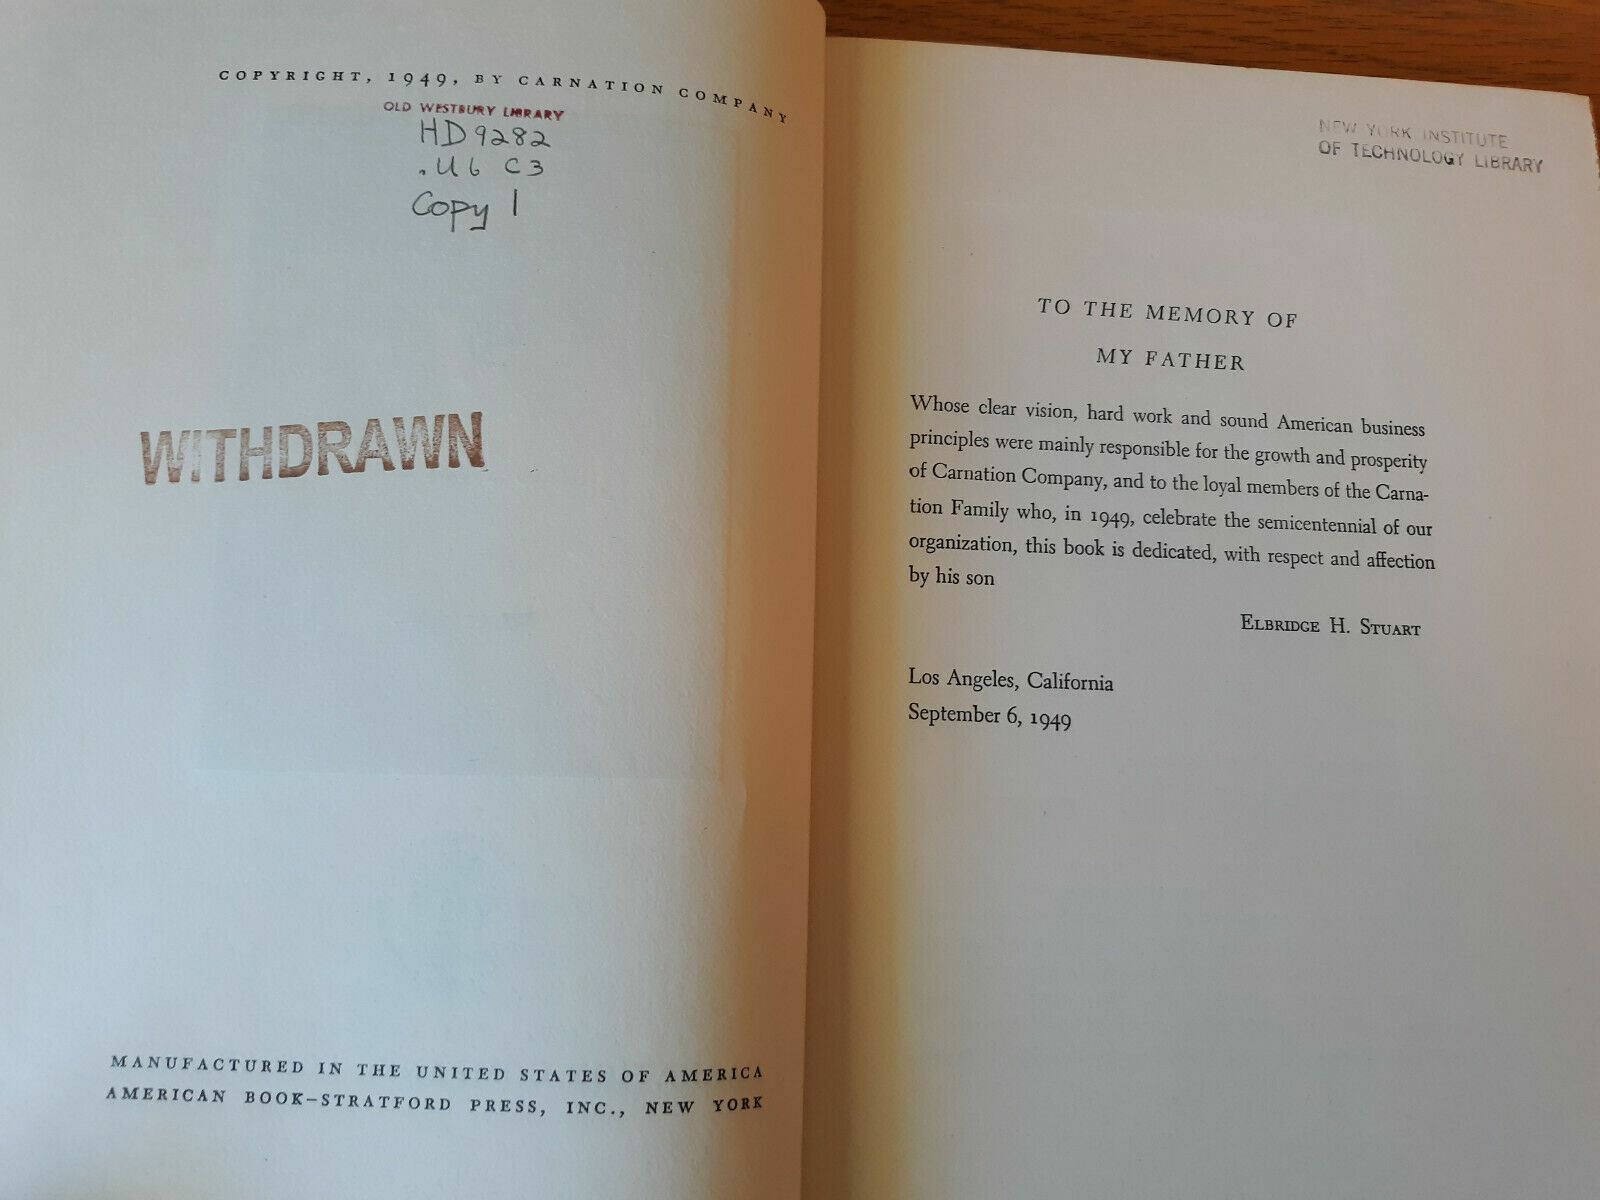 COPYRIGHT, 1949, BY CARNATION COMPANY
OLD WESTBURY LIBRARY
HD 9282
.U6 C3
Copy 1
WITHDRAWN
MANUFACTURED IN THE UNITED STATES OF AMERICA
AMERICAN BOOK–STRATFORD PRESS, INC., NEW YORK
NEW YORK INSTITUTE
OF TECHNOLOGY LIBRARY
TO THE MEMORY OF
MY FATHER
Whose clear vision, hard work and sound American business
principles were mainly responsible for the growth and prosperity
of Carnation Company, and to the loyal members of the Carna-
tion Family who, in 1949, celebrate the semicentennial of our
organization, this book is dedicated, with respect and affection
by his son
ELBRIDGE H. STUART
Los Angeles, California
September 6, 1949